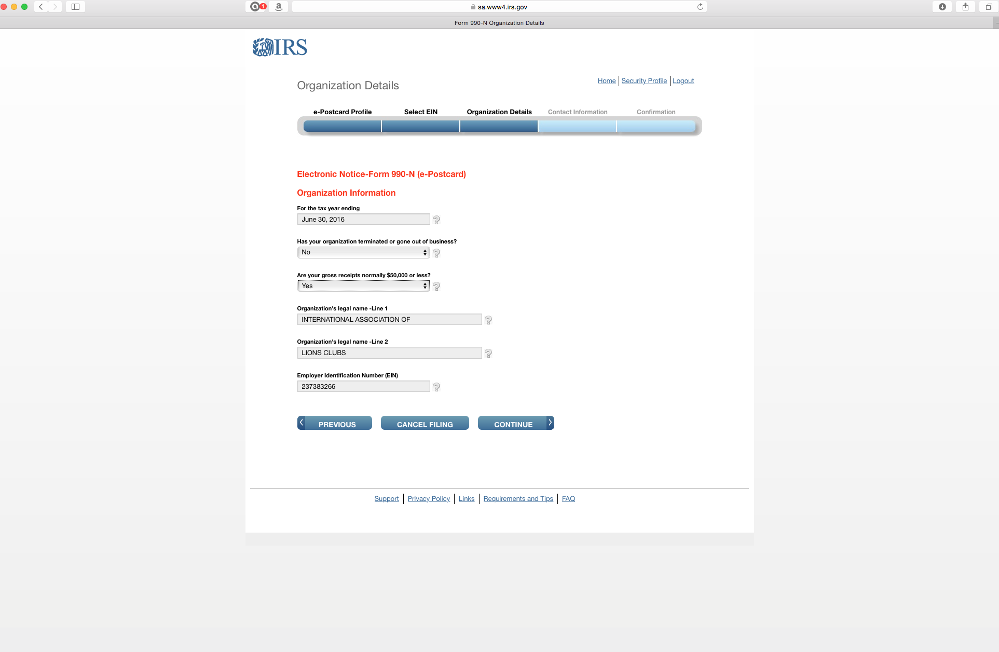 1
a
sa.www4.irs.gov
Form 990-N Organization Details
IRS
Organization Details
Home Security Profile Logout
e-Postcard Profile Select EIN Organization Details Contact Information Confirmation
Electronic Notice-Form 990-N (e-Postcard)
Organization Information
For the tax year ending
June 30, 2016
?
Has your organization terminated or gone out of business?
No
?
Are your gross receipts normally $50,000 or less?
Yes
?
Organization's legal name -Line 1
INTERNATIONAL ASSOCIATION OF
?
Organization's legal name -Line 2
LIONS CLUBS
?
Employer Identification Number (EIN)
237383266
?
PREVIOUS CANCEL FILING CONTINUE
Support Privacy Policy Links Requirements and Tips FAQ